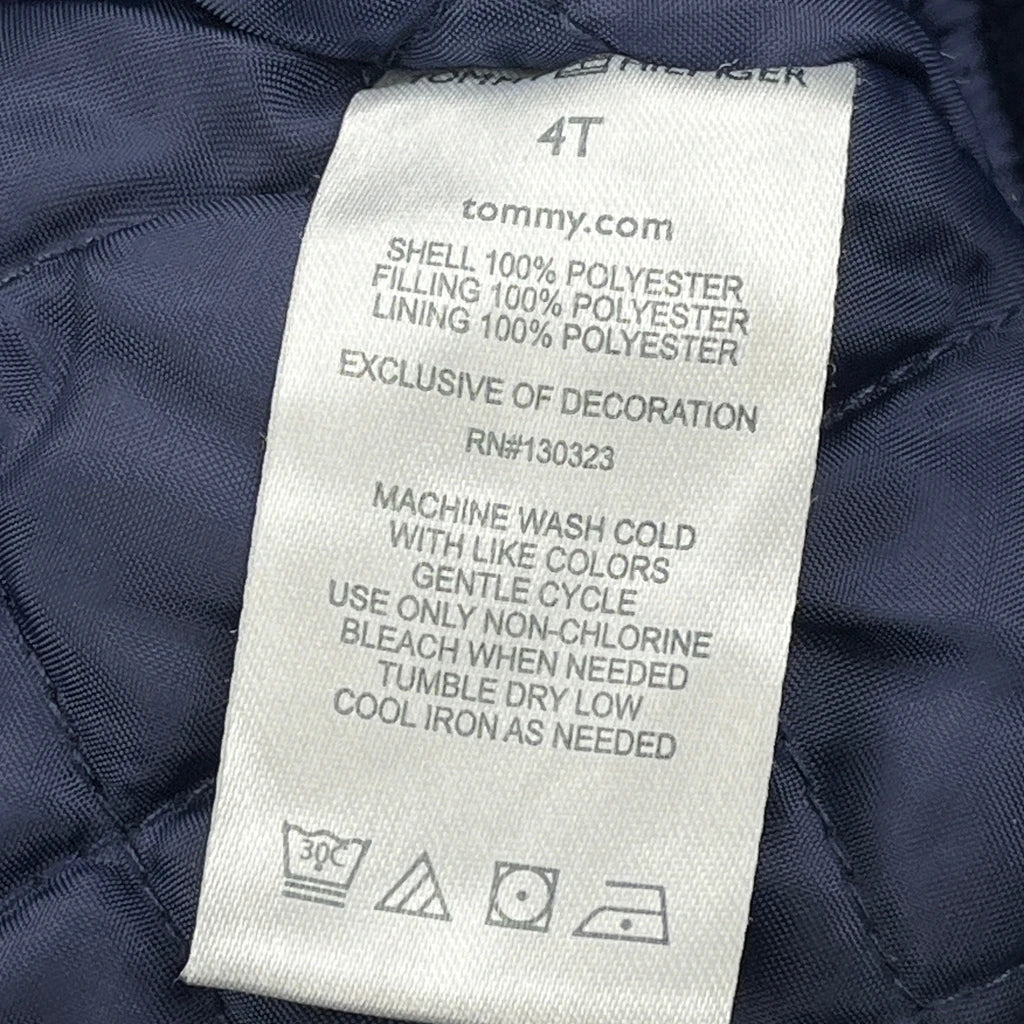 TOMMY HILFIGER
4T
tommy.com
SHELL 100% POLYESTER
FILLING 100% POLYESTER
LINING 100% POLYESTER
EXCLUSIVE OF DECORATION
RN#130323
MACHINE WASH COLD
WITH LIKE COLORS
GENTLE CYCLE
USE ONLY NON-CHLORINE
BLEACH WHEN NEEDED
TUMBLE DRY LOW
COOL IRON AS NEEDED
30C